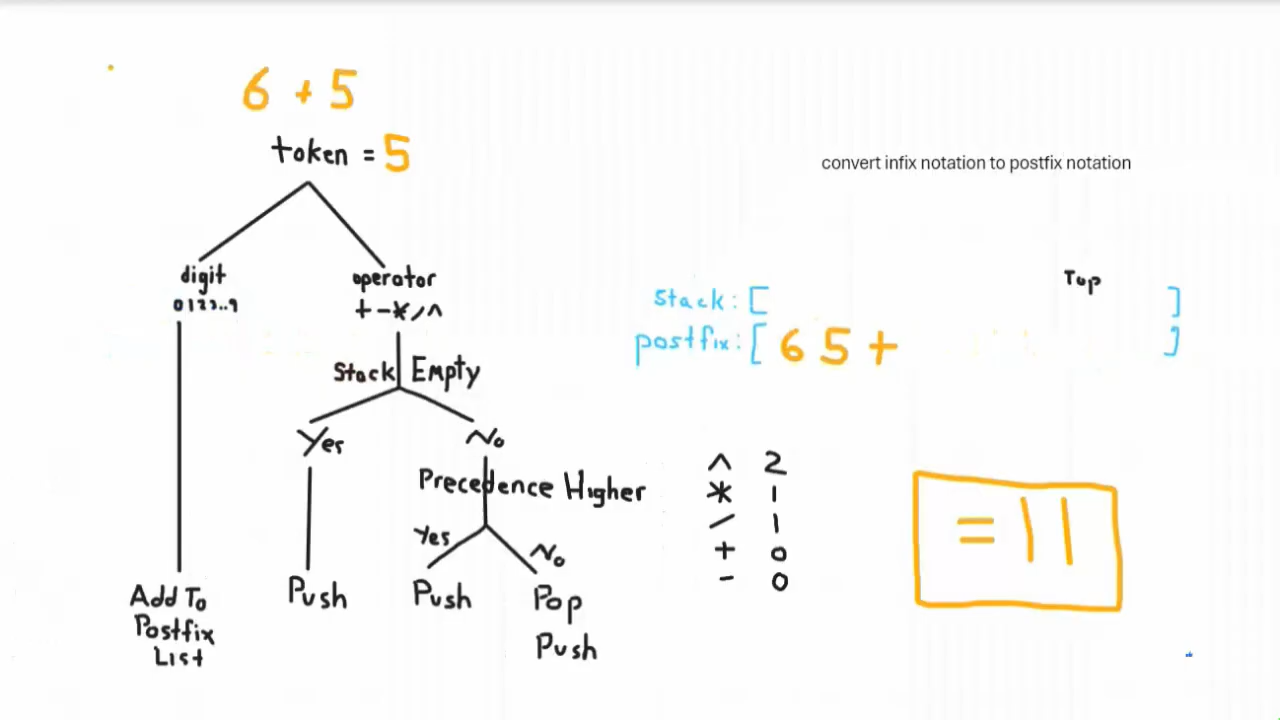 6 + 5
token = 5
convert infix notation to postfix notation
digit
0123..9
operator
+-*/^
Stack Empty
Yes
No
Precedence Higher
Yes
No
Add To
Postfix
List
Push
Push
Pop
Push
Top
Stack: [ ]
postfix: [ 6 5 + ]
^ 2
* 1
/ 1
+ 0
- 0
= 11